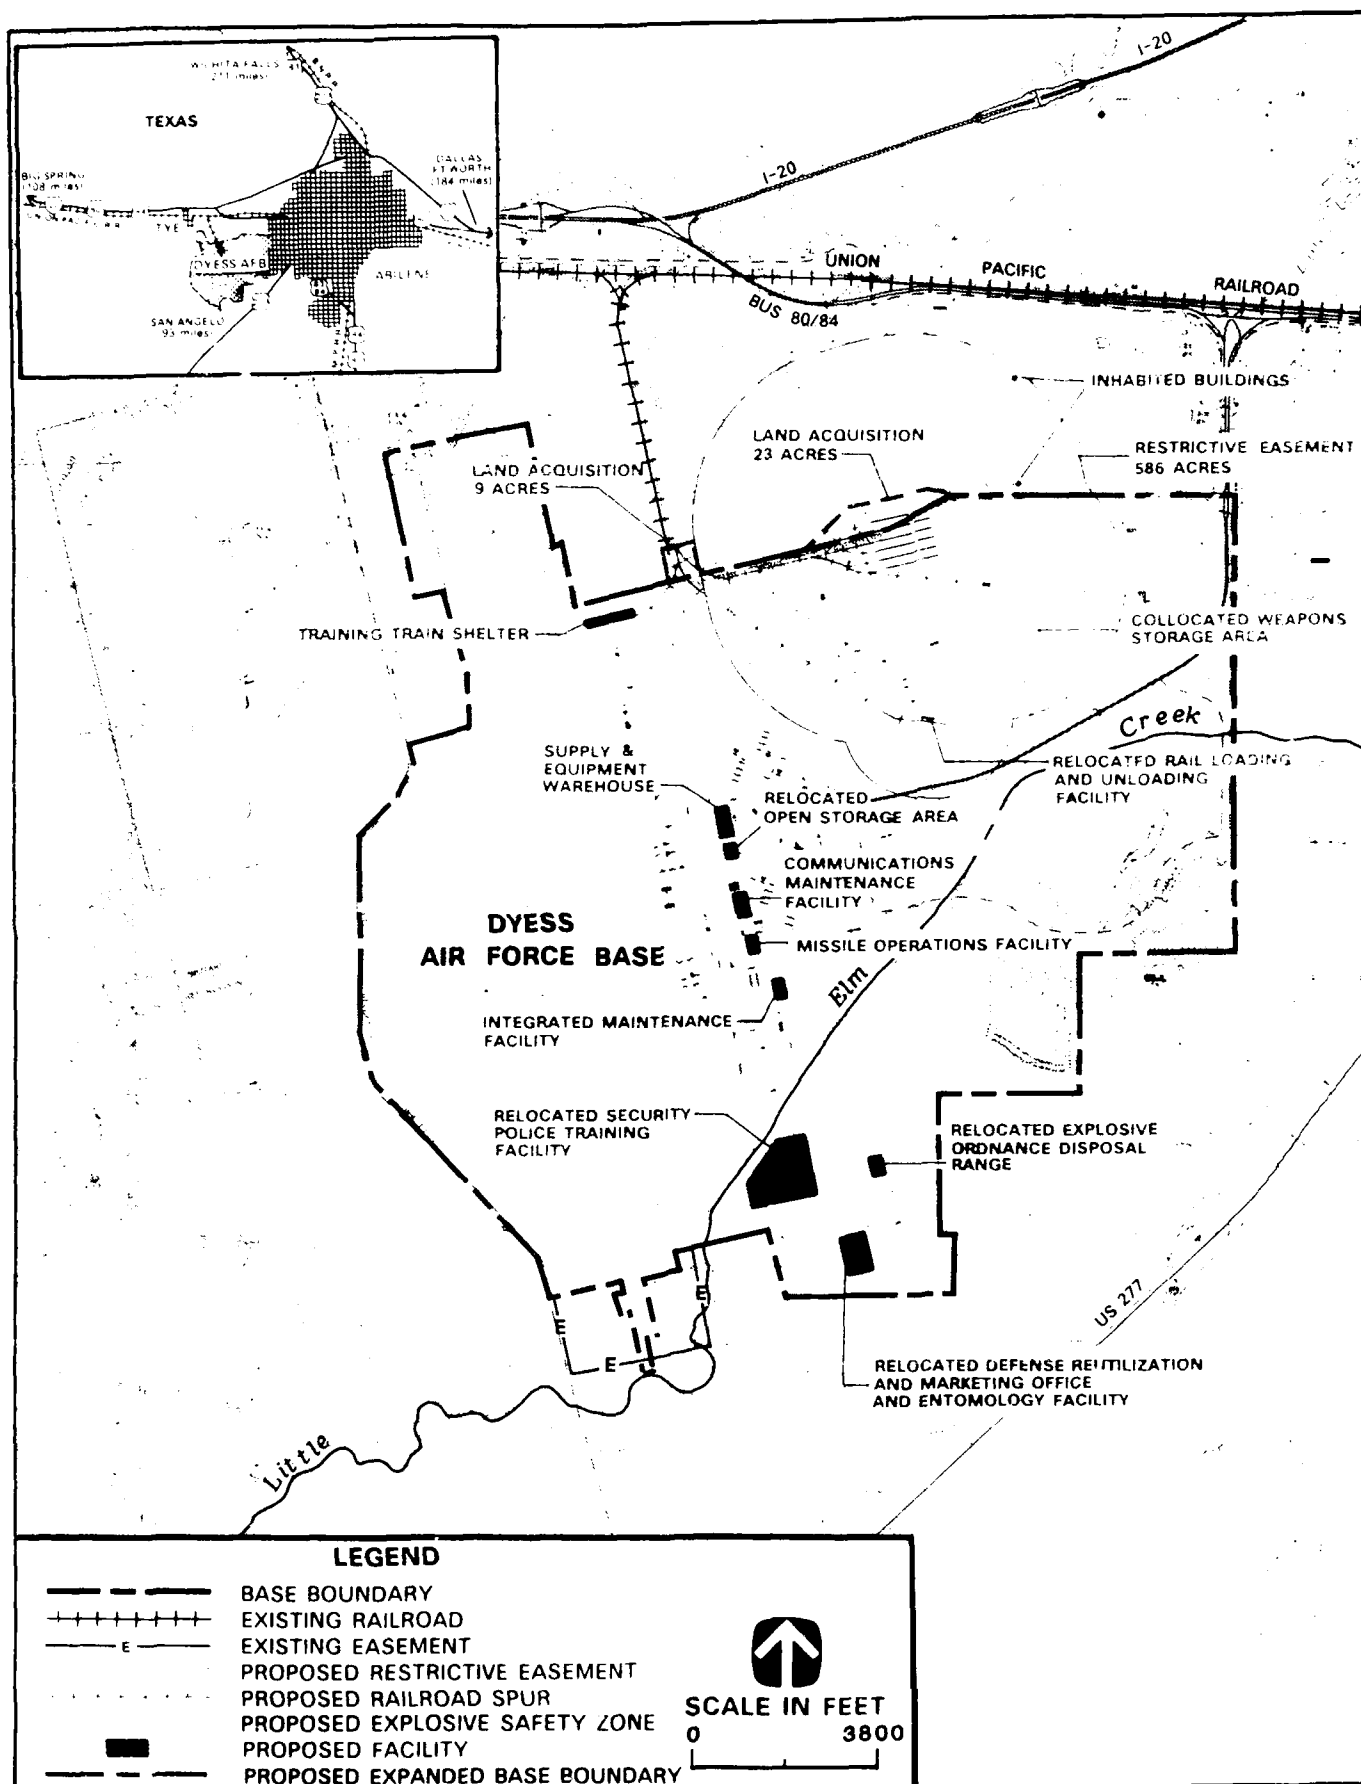 WICHITA FALLS
TEXAS
DALLAS
FT WORTH
(184 miles)
BIG SPRING
(108 miles)
TYE
DYESS AFB
ABILENE
SAN ANGELO
93 miles
I-20
I-20
UNION PACIFIC RAILROAD
BUS 80/84
INHABITED BUILDINGS
LAND ACQUISITION
23 ACRES
RESTRICTIVE EASEMENT
586 ACRES
LAND ACQUISITION
9 ACRES
TRAINING TRAIN SHELTER
COLLOCATED WEAPONS
STORAGE AREA
Creek
SUPPLY &
EQUIPMENT
WAREHOUSE
RELOCATED RAIL LOADING
AND UNLOADING
FACILITY
RELOCATED
OPEN STORAGE AREA
COMMUNICATIONS
MAINTENANCE
FACILITY
DYESS
AIR FORCE BASE
MISSILE OPERATIONS FACILITY
Elm
INTEGRATED MAINTENANCE
FACILITY
RELOCATED SECURITY
POLICE TRAINING
FACILITY
RELOCATED EXPLOSIVE
ORDNANCE DISPOSAL
RANGE
E
E
E
US 277
RELOCATED DEFENSE REUTILIZATION
AND MARKETING OFFICE
AND ENTOMOLOGY FACILITY
Little
LEGEND
BASE BOUNDARY
EXISTING RAILROAD
E EXISTING EASEMENT
PROPOSED RESTRICTIVE EASEMENT
PROPOSED RAILROAD SPUR
PROPOSED EXPLOSIVE SAFETY ZONE
PROPOSED FACILITY
PROPOSED EXPANDED BASE BOUNDARY
SCALE IN FEET
0 3800